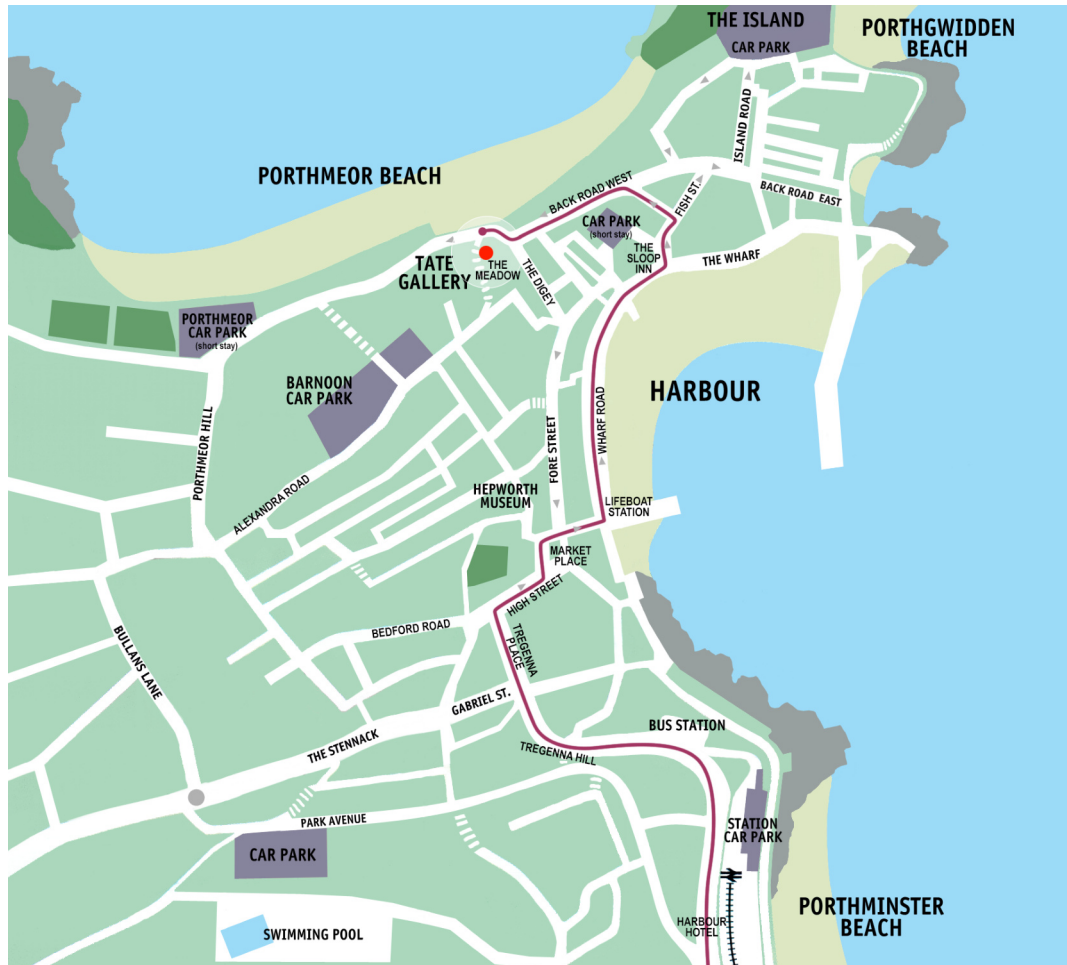 THE ISLAND
CAR PARK
PORTHGWIDDEN
BEACH
ISLAND ROAD
PORTHMEOR BEACH
BACK ROAD WEST
FISH ST.
BACK ROAD EAST
CAR PARK
(short stay)
THE
SLOOP
INN
THE WHARF
TATE
GALLERY
THE
MEADOW
THE DIGEY
PORTHMEOR
CAR PARK
(short stay)
BARNOON
CAR PARK
HARBOUR
WHARF ROAD
FORE STREET
PORTHMEOR HILL
ALEXANDRA ROAD
HEPWORTH
MUSEUM
LIFEBOAT
STATION
MARKET
PLACE
HIGH STREET
BEDFORD ROAD
TREGENNA
PLACE
BULLANS LANE
GABRIEL ST.
THE STENNACK
BUS STATION
TREGENNA HILL
PARK AVENUE
STATION
CAR PARK
CAR PARK
HARBOUR
HOTEL
PORTHMINSTER
BEACH
SWIMMING POOL